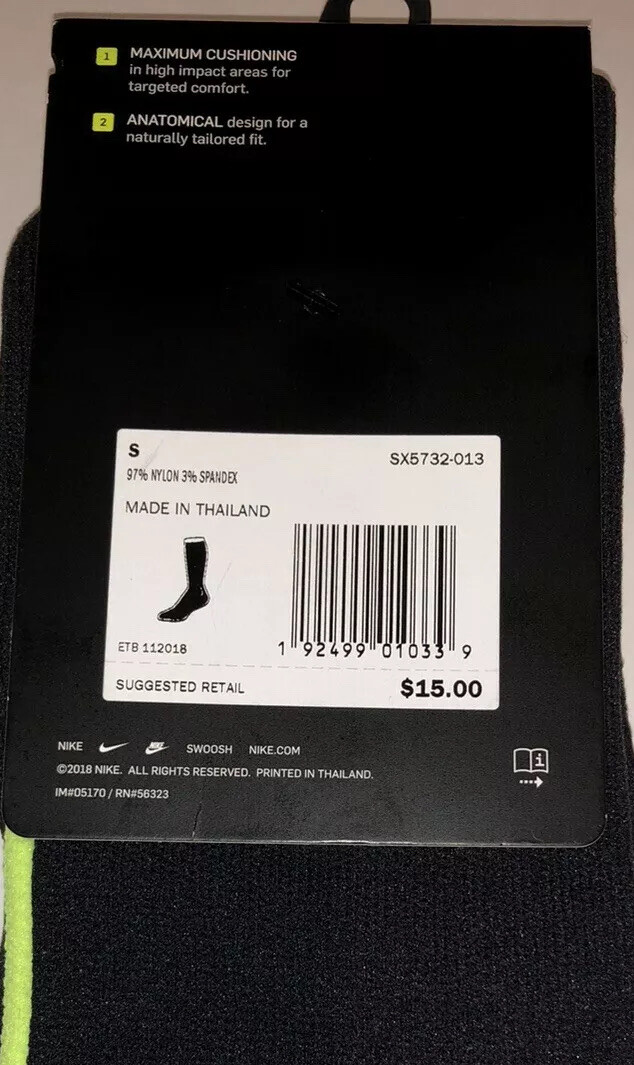 1 MAXIMUM CUSHIONING
in high impact areas for
targeted comfort.
2 ANATOMICAL design for a
naturally tailored fit.
S
SX5732-013
97% NYLON 3% SPANDEX
MADE IN THAILAND
ETB 112018
1 92499 01033 9
SUGGESTED RETAIL $15.00
NIKE NIKE SWOOSH NIKE.COM
©2018 NIKE. ALL RIGHTS RESERVED. PRINTED IN THAILAND.
IM#05170 / RN#56323
i